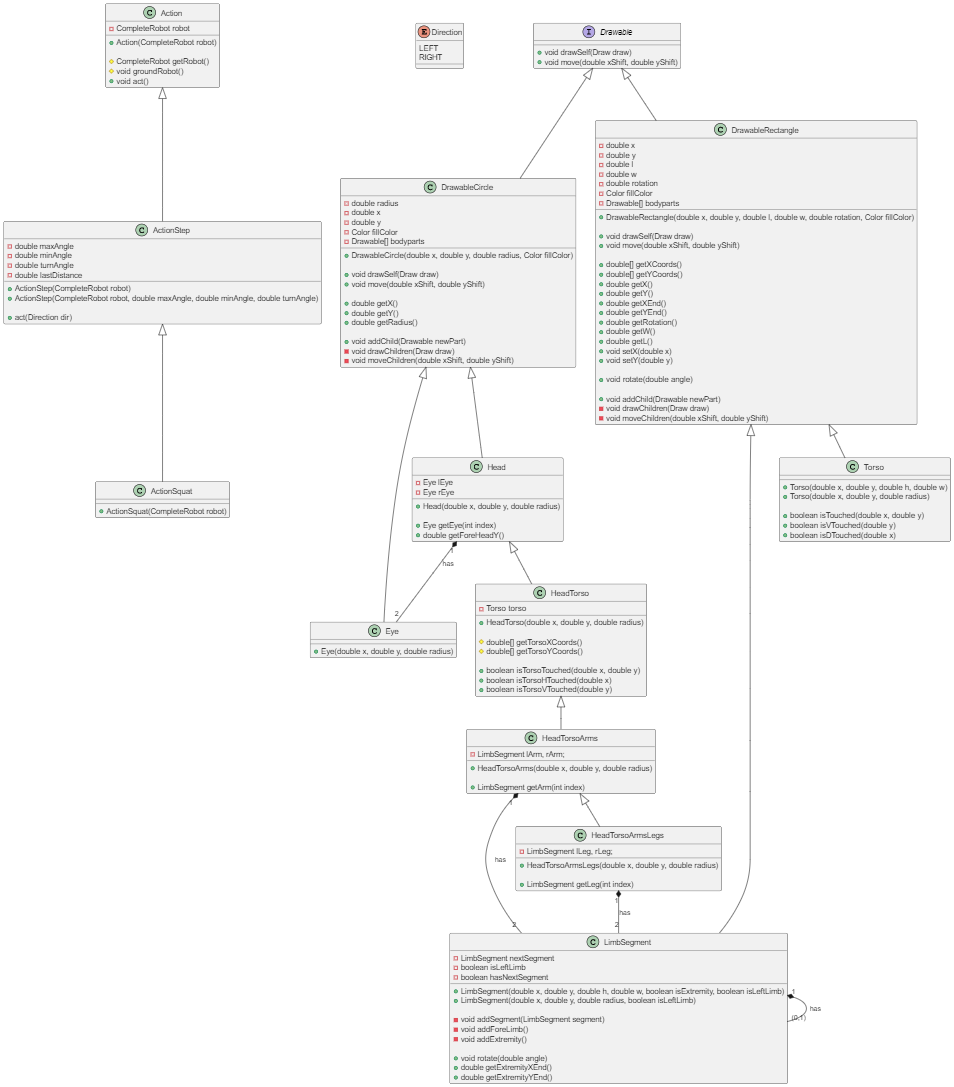 C Action
CompleteRobot robot
Action(CompleteRobot robot)
CompleteRobot getRobot()
void groundRobot()
void act()
E Direction
LEFT
RIGHT
I Drawable
void drawSelf(Draw draw)
void move(double xShift, double yShift)
C DrawableRectangle
double x
double y
double l
double w
double rotation
Color fillColor
Drawable[] bodyparts
DrawableRectangle(double x, double y, double l, double w, double rotation, Color fillColor)
void drawSelf(Draw draw)
void move(double xShift, double yShift)
double[] getXCoords()
double[] getYCoords()
double getX()
double getY()
double getXEnd()
double getYEnd()
double getRotation()
double getW()
double getL()
void setX(double x)
void setY(double y)
void rotate(double angle)
void addChild(Drawable newPart)
void drawChildren(Draw draw)
void moveChildren(double xShift, double yShift)
C DrawableCircle
double radius
double x
double y
Color fillColor
Drawable[] bodyparts
DrawableCircle(double x, double y, double radius, Color fillColor)
void drawSelf(Draw draw)
void move(double xShift, double yShift)
double getX()
double getY()
double getRadius()
void addChild(Drawable newPart)
void drawChildren(Draw draw)
void moveChildren(double xShift, double yShift)
C ActionStep
double maxAngle
double minAngle
double turnAngle
double lastDistance
ActionStep(CompleteRobot robot)
ActionStep(CompleteRobot robot, double maxAngle, double minAngle, double turnAngle)
act(Direction dir)
C ActionSquat
ActionSquat(CompleteRobot robot)
C Head
Eye lEye
Eye rEye
Head(double x, double y, double radius)
Eye getEye(int index)
double getForeHeadY()
C Torso
Torso(double x, double y, double h, double w)
Torso(double x, double y, double radius)
boolean isTouched(double x, double y)
boolean isVTouched(double y)
boolean isDTouched(double x)
1
has
2
C HeadTorso
Torso torso
HeadTorso(double x, double y, double radius)
double[] getTorsoXCoords()
double[] getTorsoYCoords()
boolean isTorsoTouched(double x, double y)
boolean isTorsoHTouched(double x)
boolean isTorsoVTouched(double y)
C Eye
Eye(double x, double y, double radius)
C HeadTorsoArms
LimbSegment lArm, rArm;
HeadTorsoArms(double x, double y, double radius)
LimbSegment getArm(int index)
1
has
2
C HeadTorsoArmsLegs
LimbSegment lLeg, rLeg;
HeadTorsoArmsLegs(double x, double y, double radius)
LimbSegment getLeg(int index)
1
has
2
C LimbSegment
LimbSegment nextSegment
boolean isLeftLimb
boolean hasNextSegment
LimbSegment(double x, double y, double h, double w, boolean isExtremity, boolean isLeftLimb)
LimbSegment(double x, double y, double radius, boolean isLeftLimb)
void addSegment(LimbSegment segment)
void addForeLimb()
void addExtremity()
void rotate(double angle)
double getExtremityXEnd()
double getExtremityYEnd()
1
has
(0,1)